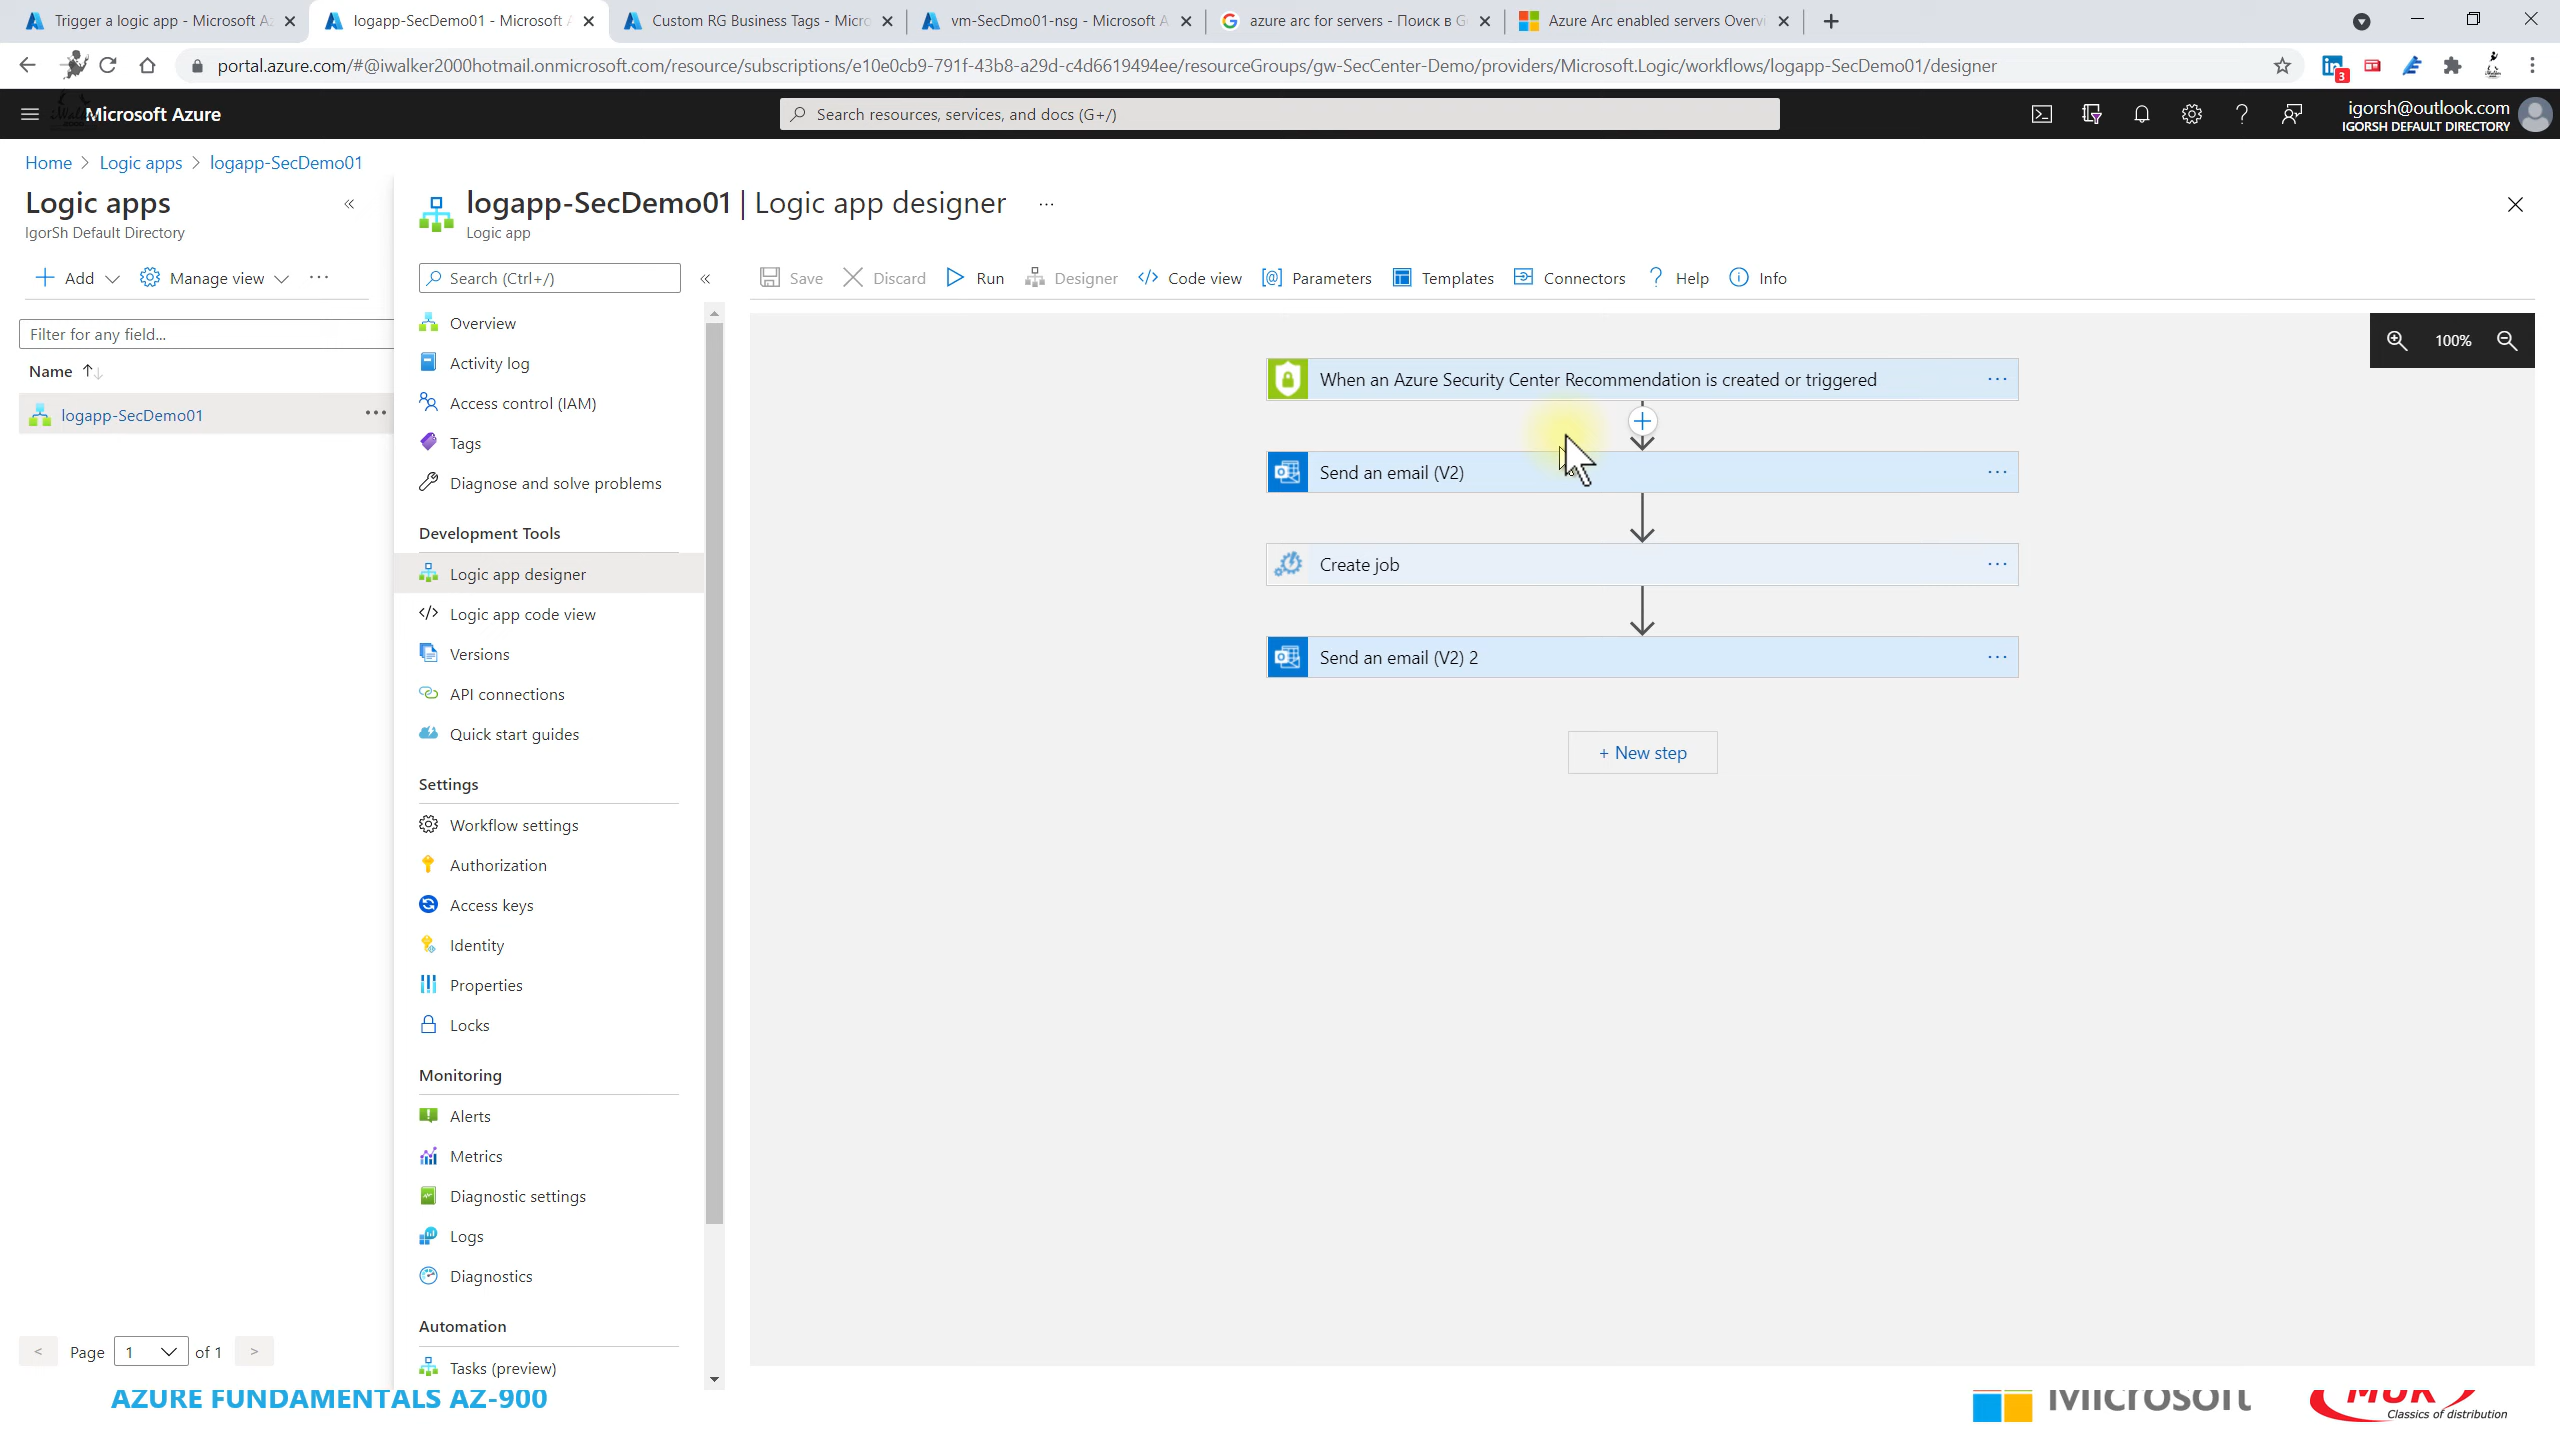 Trigger a logic app - Microsoft Az
logapp-SecDemo01 - Microsoft A
Custom RG Business Tags - Micro
vm-SecDmo01-nsg - Microsoft A
azure arc for servers - Поиск в G
Azure Arc enabled servers Overvi
portal.azure.com/#@iwalker2000hotmail.onmicrosoft.com/resource/subscriptions/e10e0cb9-791f-43b8-a29d-c4d6619494ee/resourceGroups/gw-SecCenter-Demo/providers/Microsoft.Logic/workflows/logapp-SecDemo01/designer
3
Microsoft Azure
Search resources, services, and docs (G+/)
igorsh@outlook.com
IGORSH DEFAULT DIRECTORY
Home > Logic apps > logapp-SecDemo01
Logic apps
IgorSh Default Directory
Add
Manage view
Filter for any field...
Name
logapp-SecDemo01
Page 1 of 1
logapp-SecDemo01 | Logic app designer
Logic app
Search (Ctrl+/)
Overview
Activity log
Access control (IAM)
Tags
Diagnose and solve problems
Development Tools
Logic app designer
Logic app code view
Versions
API connections
Quick start guides
Settings
Workflow settings
Authorization
Access keys
Identity
Properties
Locks
Monitoring
Alerts
Metrics
Diagnostic settings
Logs
Diagnostics
Automation
Tasks (preview)
Save
Discard
Run
Designer
Code view
Parameters
Templates
Connectors
Help
Info
100%
When an Azure Security Center Recommendation is created or triggered
Send an email (V2)
Create job
Send an email (V2) 2
+ New step
AZURE FUNDAMENTALS AZ-900
Microsoft
MUK
Classics of distribution